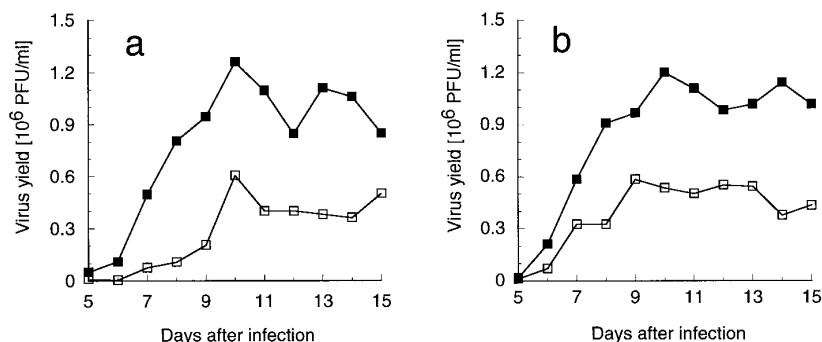 a
Virus yield [10⁶ PFU/ml]
1.5
1.2
0.9
0.6
0.3
0
5 7 9 11 13 15
Days after infection
b
Virus yield [10⁶ PFU/ml]
1.5
1.2
0.9
0.6
0.3
0
5 7 9 11 13 15
Days after infection